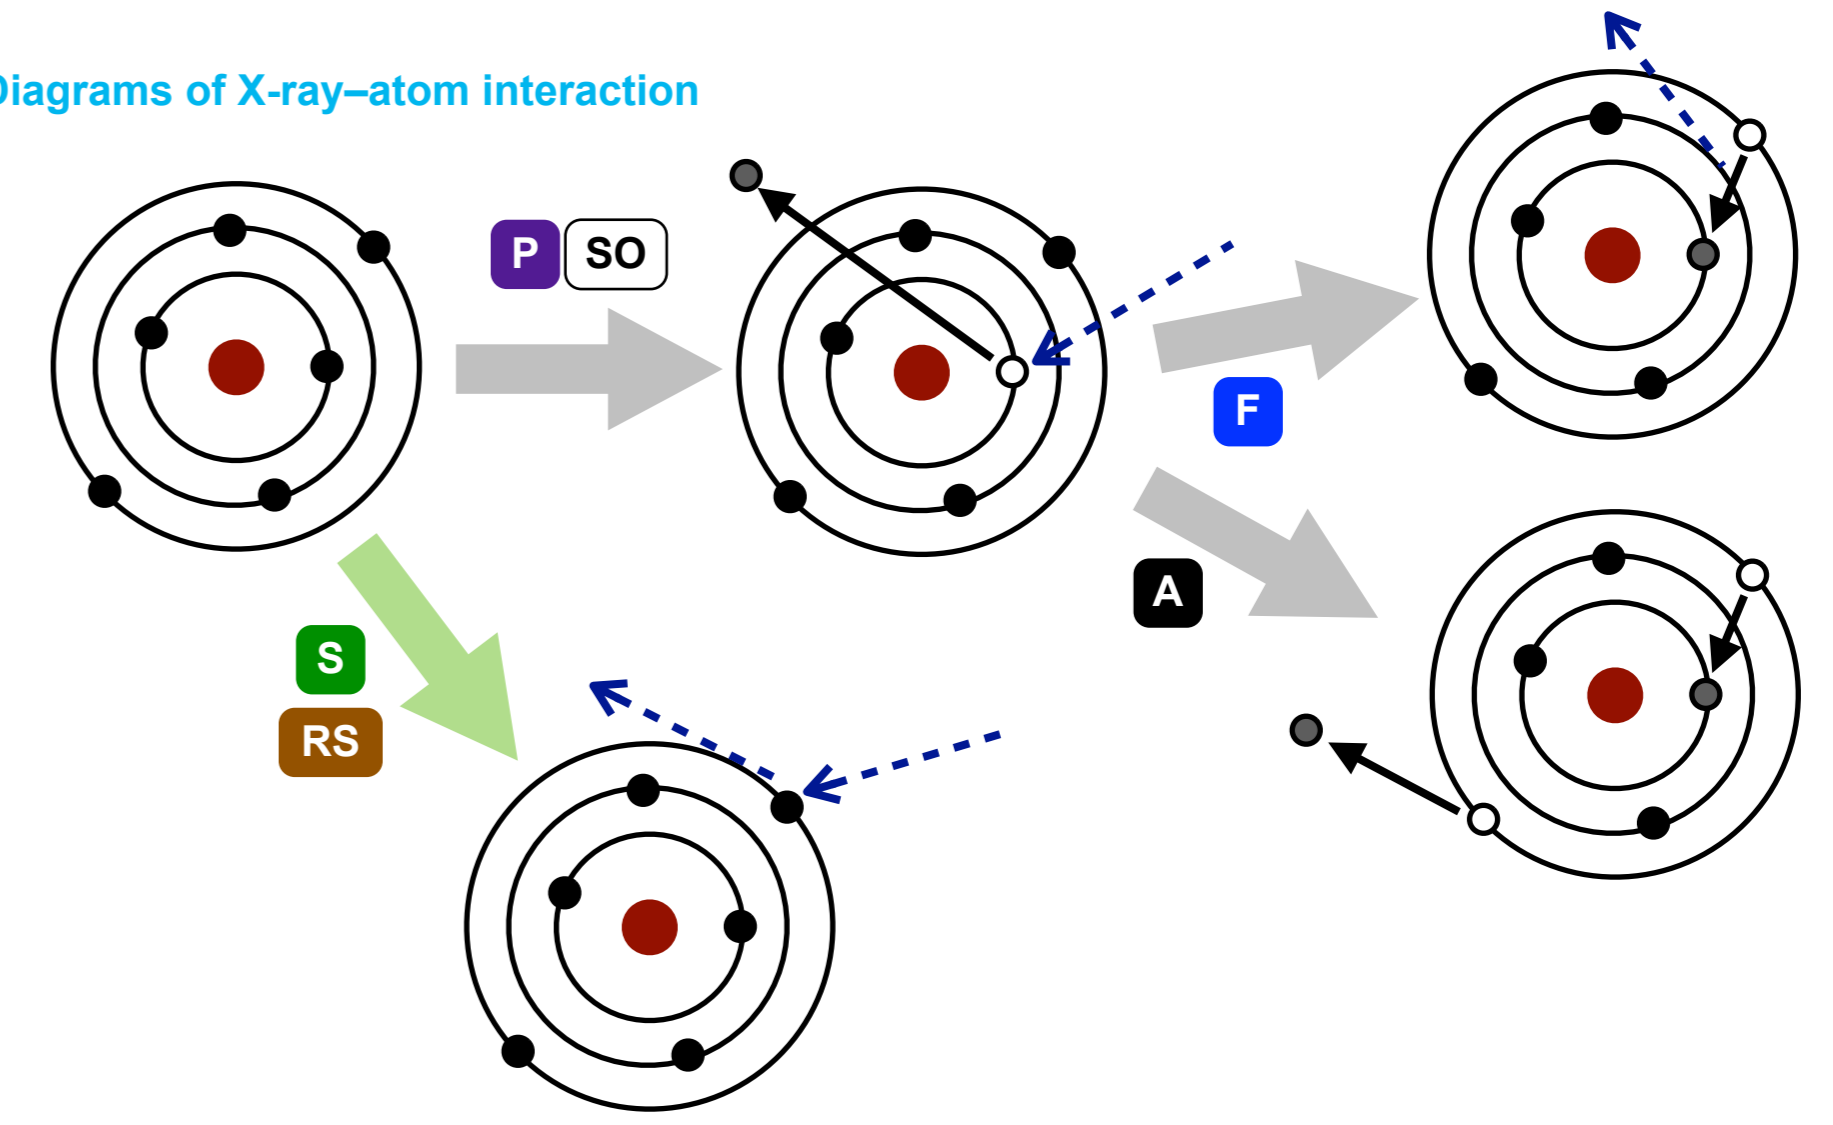 Diagrams of X-ray–atom interaction
P SO
F
A
S
RS